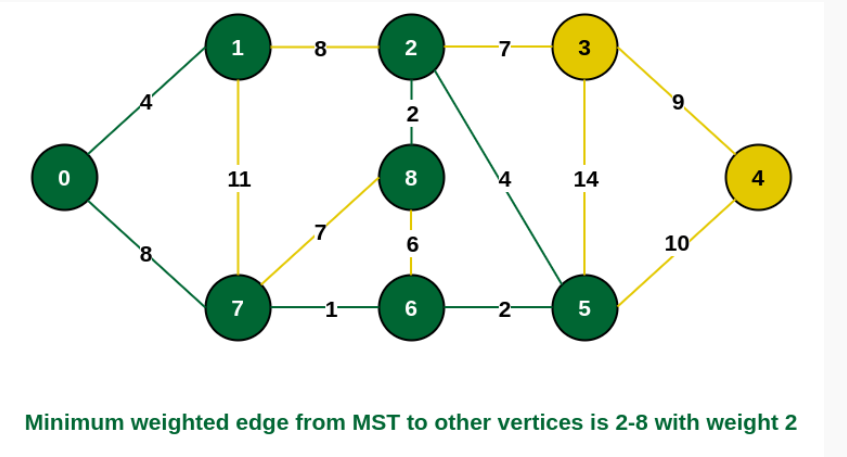 1 8 2 7 3
4 9
2
0 11 8 4 14 4
7
8 6 10
7 1 6 2 5
Minimum weighted edge from MST to other vertices is 2-8 with weight 2